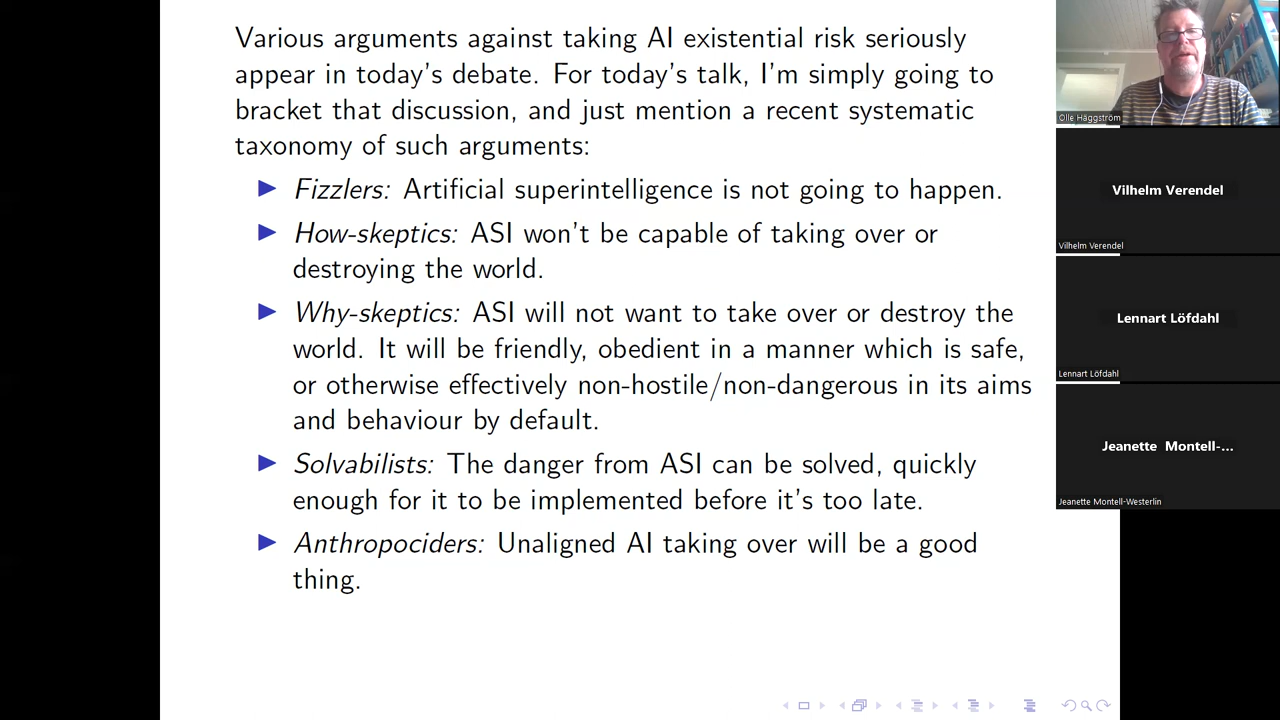 Various arguments against taking AI existential risk seriously
appear in today's debate. For today's talk, I'm simply going to
bracket that discussion, and just mention a recent systematic
taxonomy of such arguments:
Fizzlers: Artificial superintelligence is not going to happen.
How-skeptics: ASI won't be capable of taking over or
destroying the world.
Why-skeptics: ASI will not want to take over or destroy the
world. It will be friendly, obedient in a manner which is safe,
or otherwise effectively non-hostile/non-dangerous in its aims
and behaviour by default.
Solvabilists: The danger from ASI can be solved, quickly
enough for it to be implemented before it's too late.
Anthropociders: Unaligned AI taking over will be a good
thing.
Olle Häggström
Vilhelm Verendel
Vilhelm Verendel
Lennart Löfdahl
Lennart Löfdahl
Jeanette Montell-...
Jeanette Montell-Westerlin